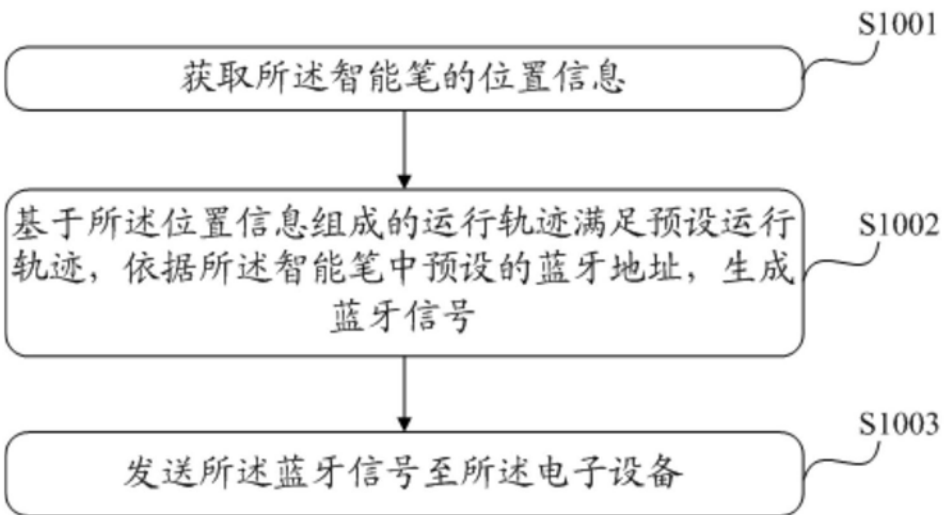 S1001
获取所述智能笔的位置信息
S1002
基于所述位置信息组成的运行轨迹满足预设运行
轨迹，依据所述智能笔中预设的蓝牙地址，生成
蓝牙信号
S1003
发送所述蓝牙信号至所述电子设备